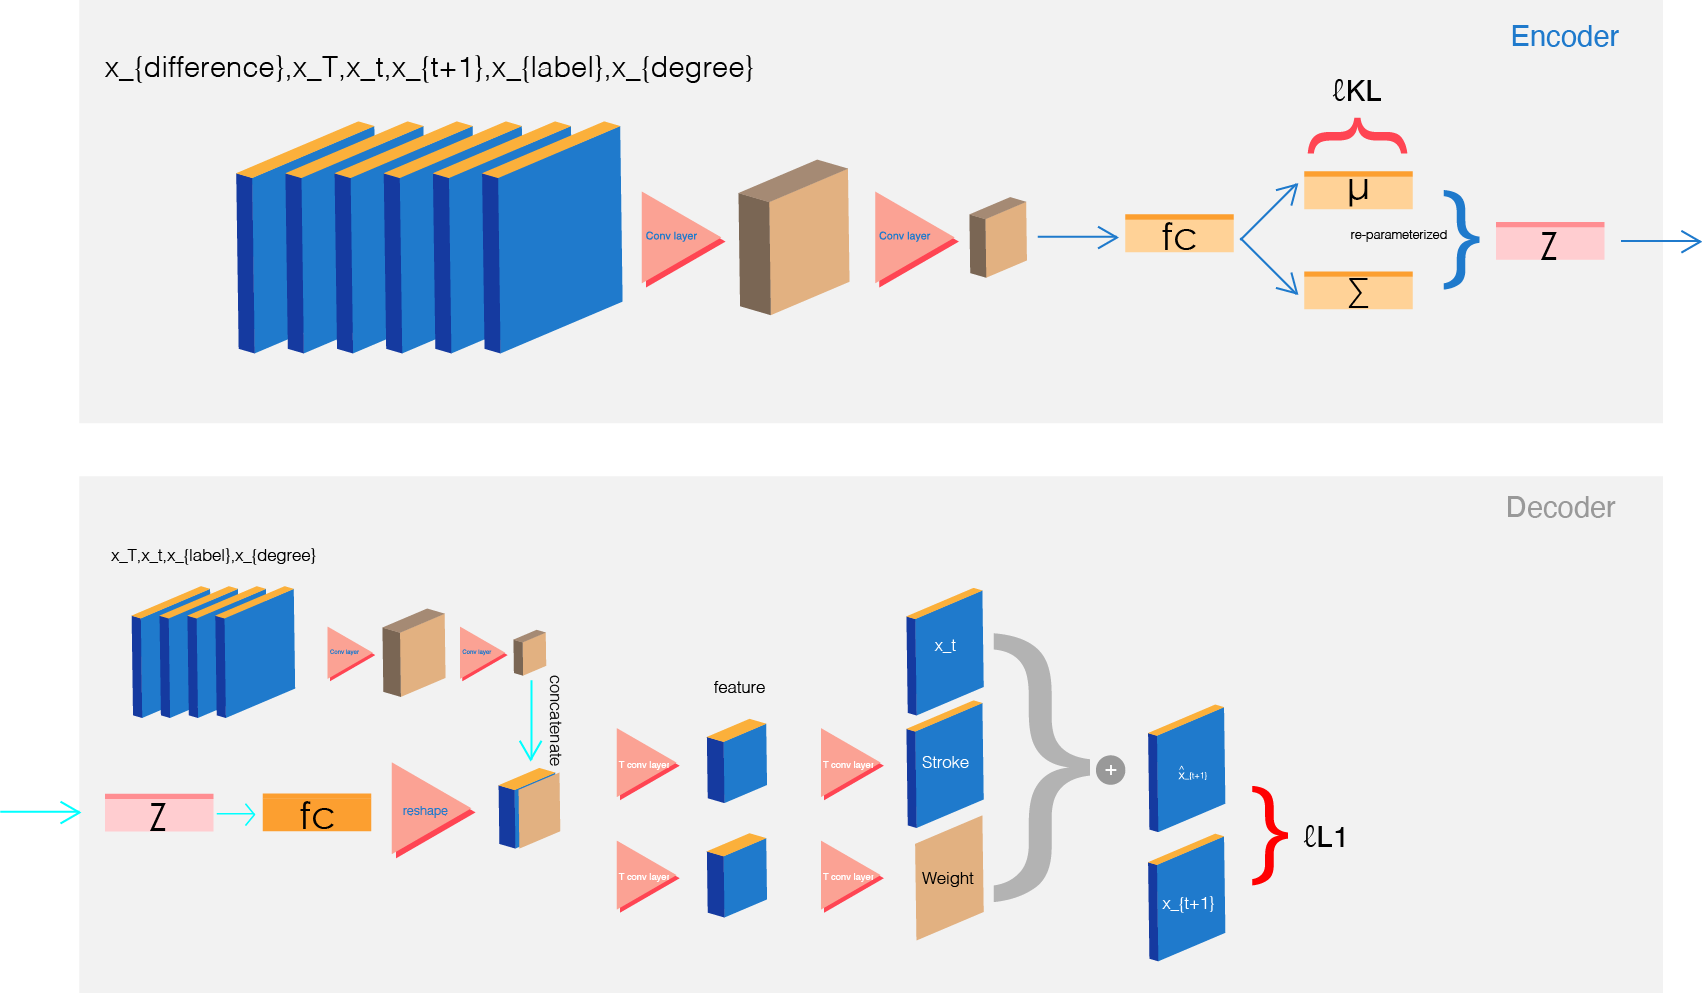 Encoder
x_{difference},x_T,x_t,x_{t+1},x_{label},x_{degree}
ℓKL
Conv layer
Conv layer
fc
μ
re-parameterized
Σ
Z
Decoder
x_T,x_t,x_{label},x_{degree}
Conv layer
Conv layer
concatenate
Z
fc
reshape
feature
T conv layer
T conv layer
T conv layer
T conv layer
x_t
Stroke
Weight
+
x̂_{t+1}
x_{t+1}
ℓL1